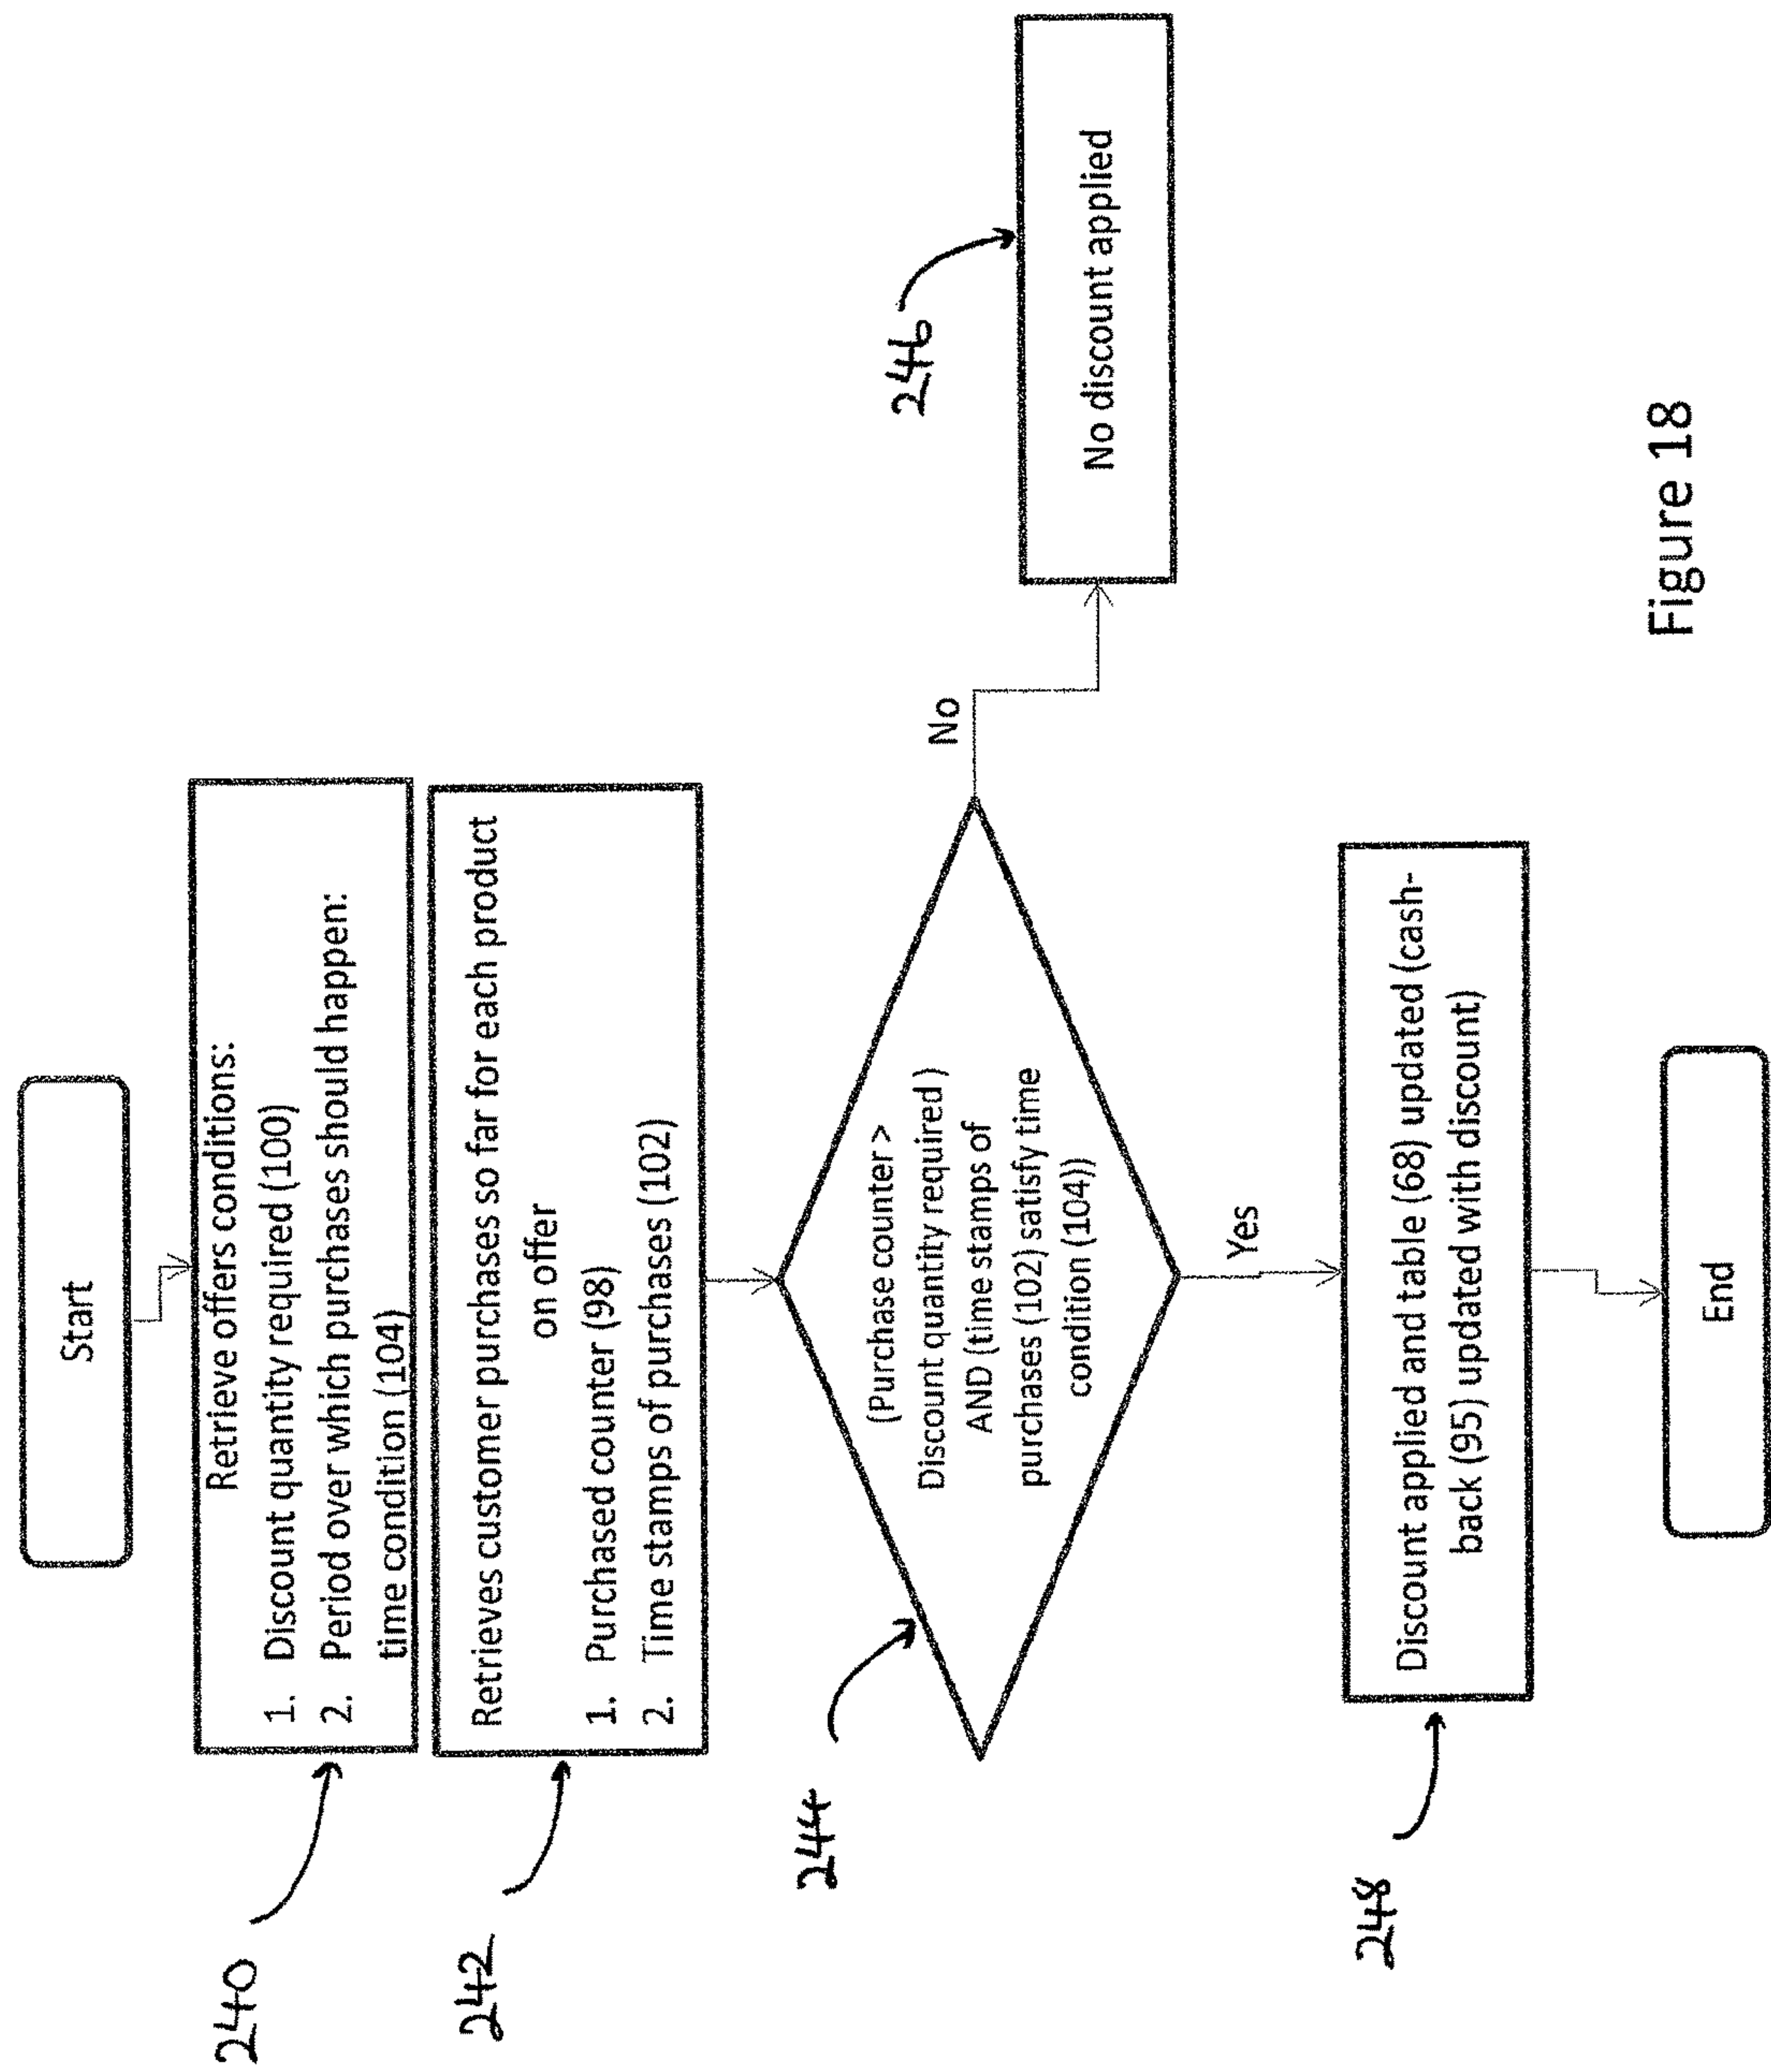 Start
Retrieve offers conditions:
1. Discount quantity required (100)
2. Period over which purchases should happen:
time condition (104)
240
Retrieves customer purchases so far for each product
on offer
1. Purchased counter (98)
2. Time stamps of purchases (102)
242
(Purchase counter >
Discount quantity required )
AND (time stamps of
purchases (102) satisfy time
condition (104))
244
No
246
No discount applied
Yes
Discount applied and table (68) updated (cash-
back (95) updated with discount)
248
End
Figure 18